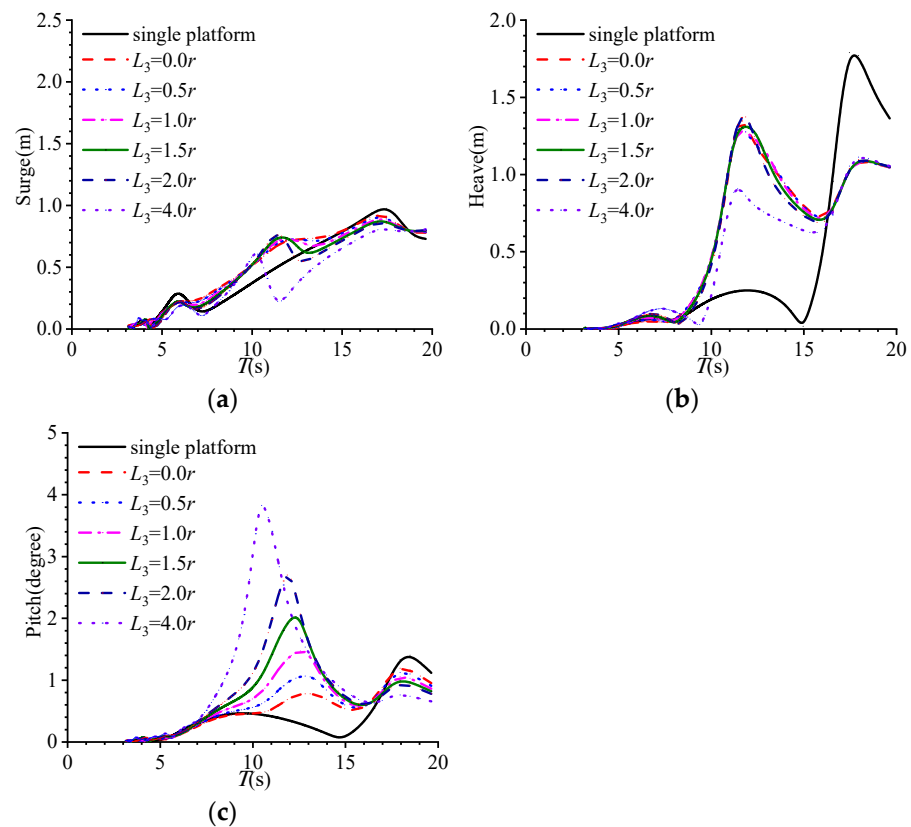 2.5
2.0
1.5
1.0
0.5
0.0
Surge(m)
single platform
L3=0.0r
L3=0.5r
L3=1.0r
L3=1.5r
L3=2.0r
L3=4.0r
0 5 10 15 20
T(s)
(a)
2.0
1.5
1.0
0.5
0.0
Heave(m)
single platform
L3=0.0r
L3=0.5r
L3=1.0r
L3=1.5r
L3=2.0r
L3=4.0r
0 5 10 15 20
T(s)
(b)
5
4
3
2
1
0
Pitch(degree)
single platform
L3=0.0r
L3=0.5r
L3=1.0r
L3=1.5r
L3=2.0r
L3=4.0r
0 5 10 15 20
T(s)
(c)